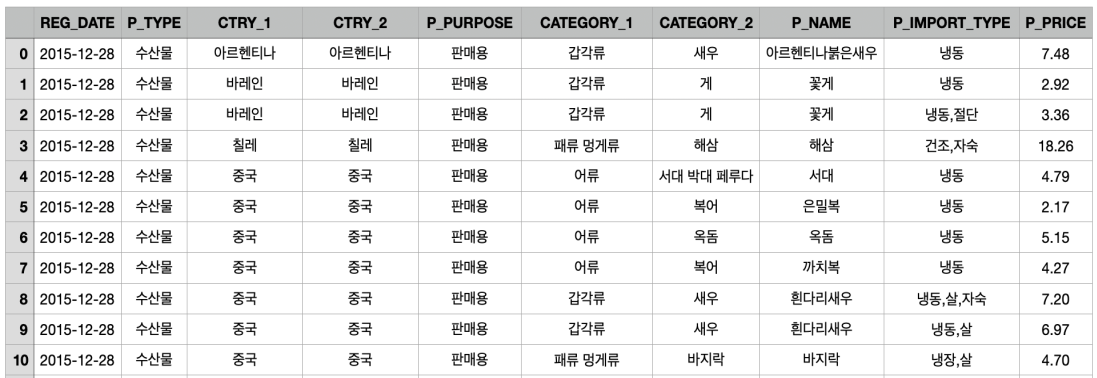 REG_DATE P_TYPE CTRY_1 CTRY_2 P_PURPOSE CATEGORY_1 CATEGORY_2 P_NAME P_IMPORT_TYPE P_PRICE
0 2015-12-28 수산물 아르헨티나 아르헨티나 판매용 갑각류 새우 아르헨티나붉은새우 냉동 7.48
1 2015-12-28 수산물 바레인 바레인 판매용 갑각류 게 꽃게 냉동 2.92
2 2015-12-28 수산물 바레인 바레인 판매용 갑각류 게 꽃게 냉동,절단 3.36
3 2015-12-28 수산물 칠레 칠레 판매용 패류 멍게류 해삼 해삼 건조,자숙 18.26
4 2015-12-28 수산물 중국 중국 판매용 어류 서대 박대 페루다 서대 냉동 4.79
5 2015-12-28 수산물 중국 중국 판매용 어류 복어 은밀복 냉동 2.17
6 2015-12-28 수산물 중국 중국 판매용 어류 옥돔 옥돔 냉동 5.15
7 2015-12-28 수산물 중국 중국 판매용 어류 복어 까치복 냉동 4.27
8 2015-12-28 수산물 중국 중국 판매용 갑각류 새우 흰다리새우 냉동,살,자숙 7.20
9 2015-12-28 수산물 중국 중국 판매용 갑각류 새우 흰다리새우 냉동,살 6.97
10 2015-12-28 수산물 중국 중국 판매용 패류 멍게류 바지락 바지락 냉장,살 4.70